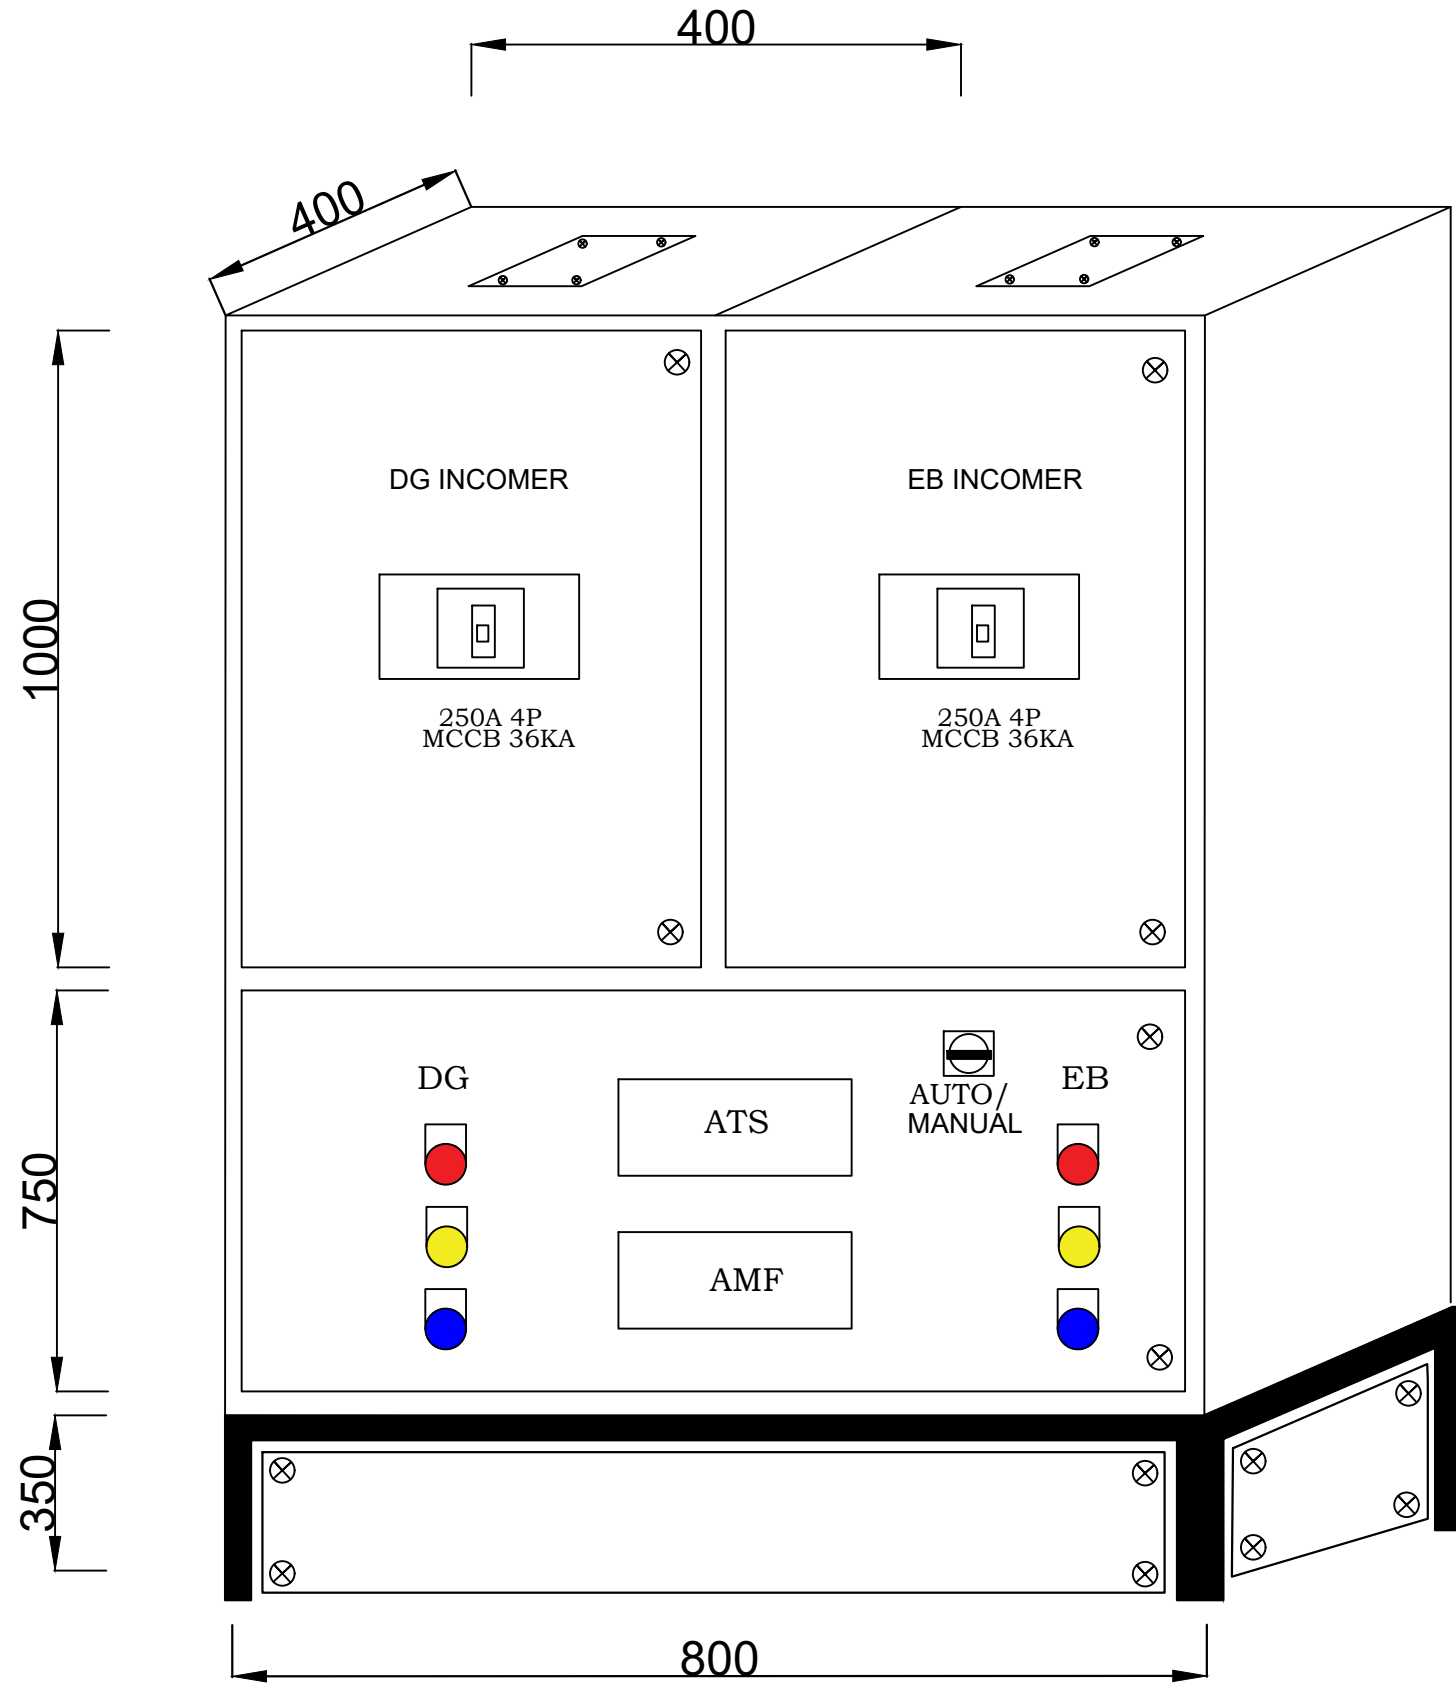 400
400
1000
DG INCOMER
EB INCOMER
250A 4P
MCCB 36KA
250A 4P
MCCB 36KA
750
DG
ATS
AUTO/
MANUAL
EB
AMF
350
800